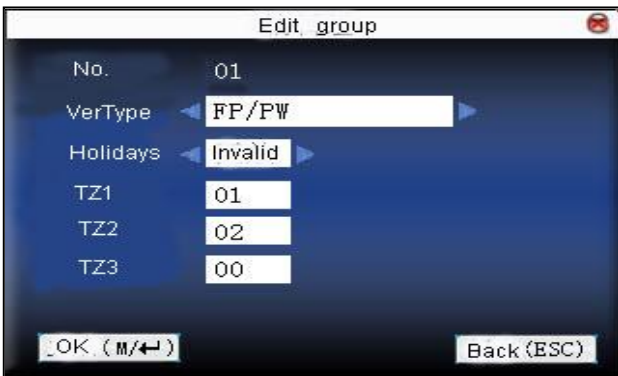 Edit group
No. 01
VerType FP/PW
Holidays Invalid
TZ1 01
TZ2 02
TZ3 00
OK (M/↵) Back (ESC)